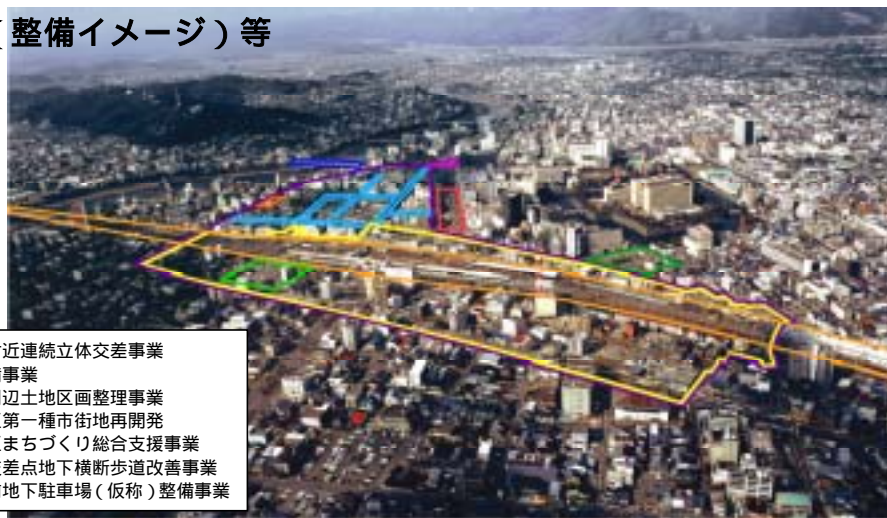 (整備イメージ)等
近連続立体交差事業
事業
辺土地区画整理事業
第一種市街地再開発
まちづくり総合支援事業
差点地下横断歩道改善事業
地下駐車場(仮称)整備事業